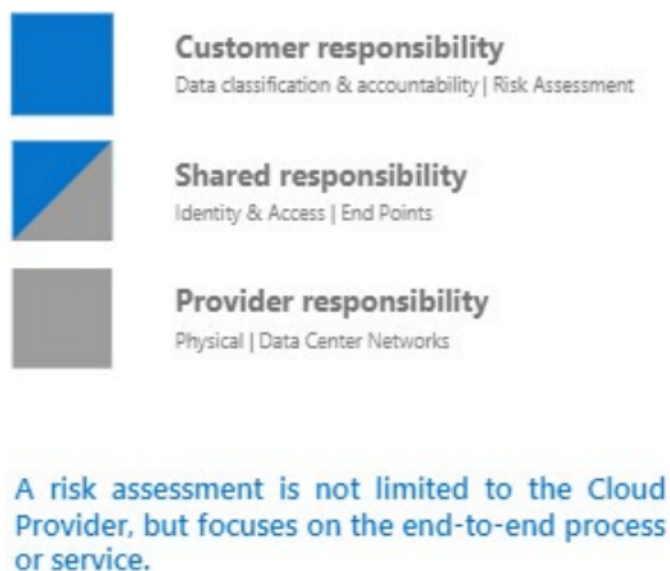 Customer responsibility
Data classification & accountability | Risk Assessment
Shared responsibility
Identity & Access | End Points
Provider responsibility
Physical | Data Center Networks
A risk assessment is not limited to the Cloud
Provider, but focuses on the end-to-end process
or service.